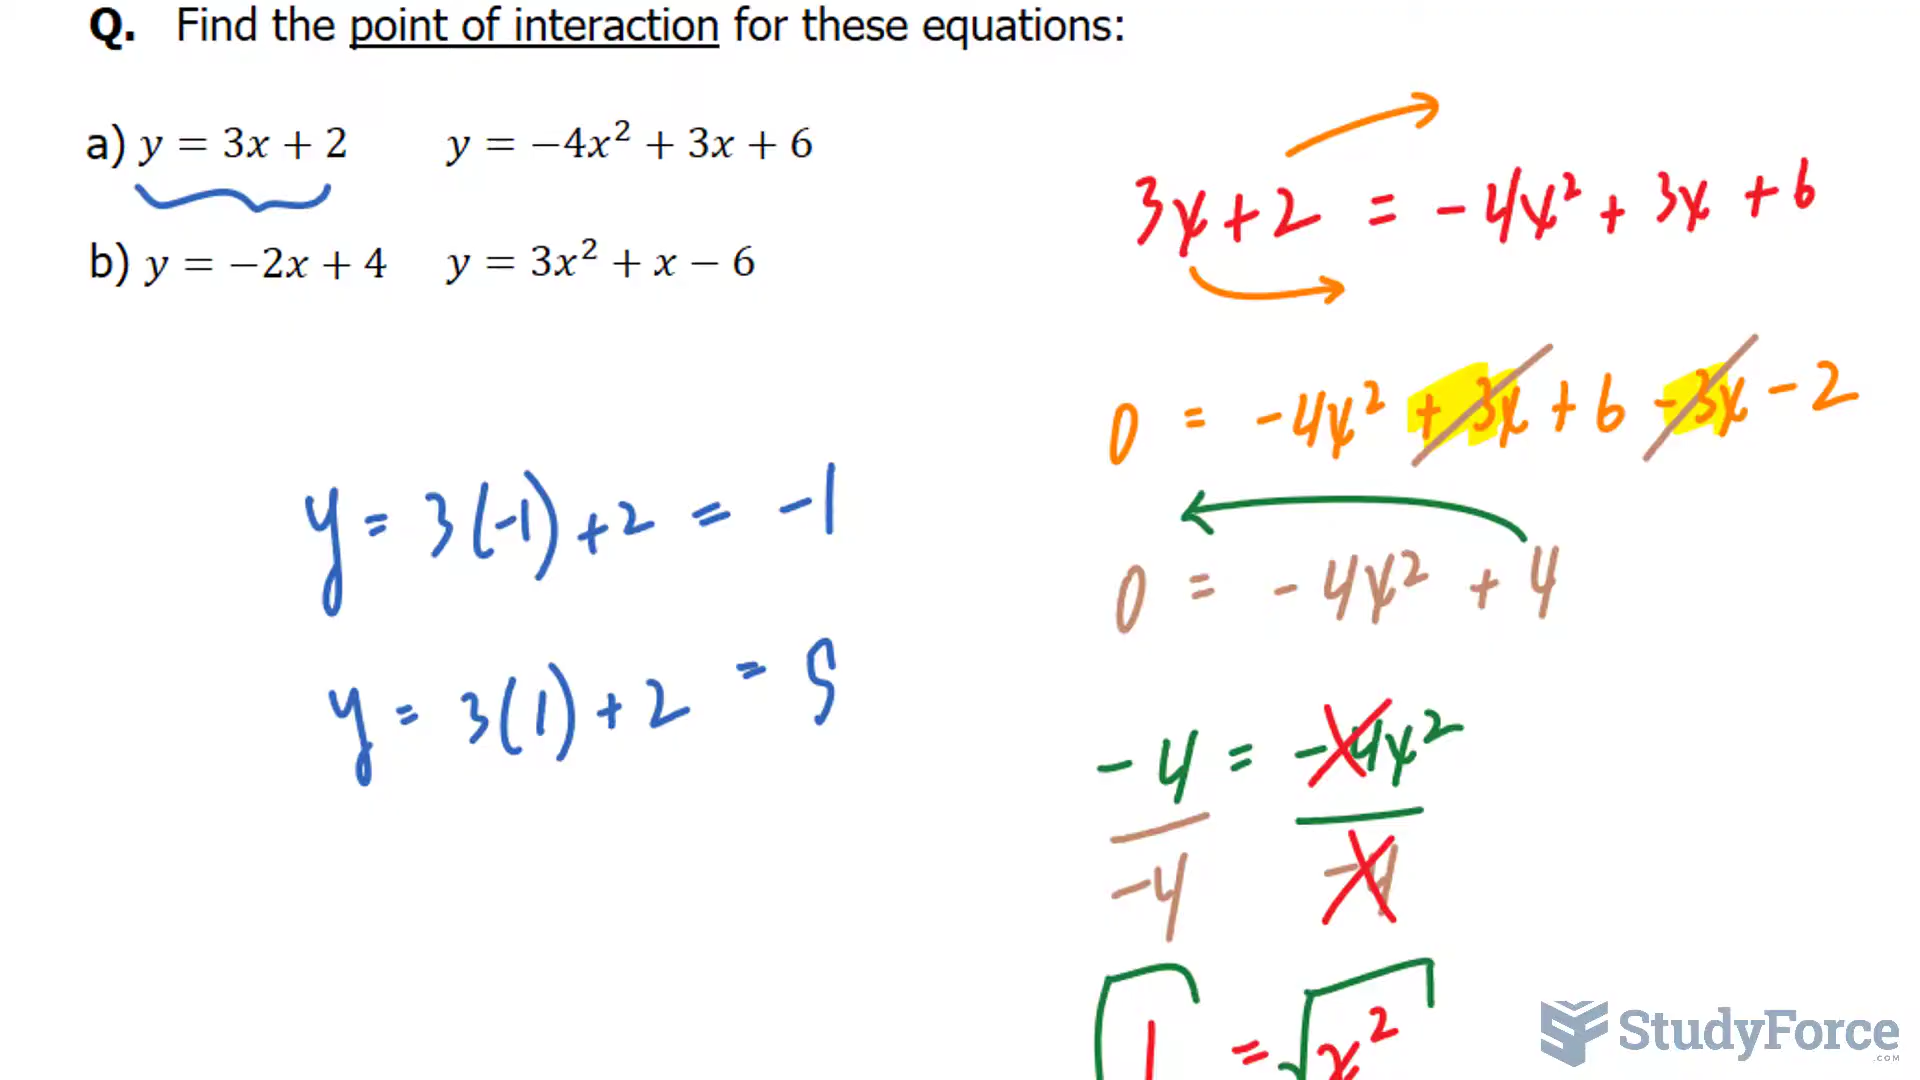 Q. Find the point of interaction for these equations:
a) y = 3x + 2 y = −4x² + 3x + 6
b) y = −2x + 4 y = 3x² + x − 6
y = 3(-1) + 2 = -1
y = 3(1) + 2 = 5
3x + 2 = -4x² + 3x + 6
0 = -4x² + 3x + 6 - 3x - 2
0 = -4x² + 4
-4 = -4x²
-4 -4
1 = √x²
StudyForce
.COM